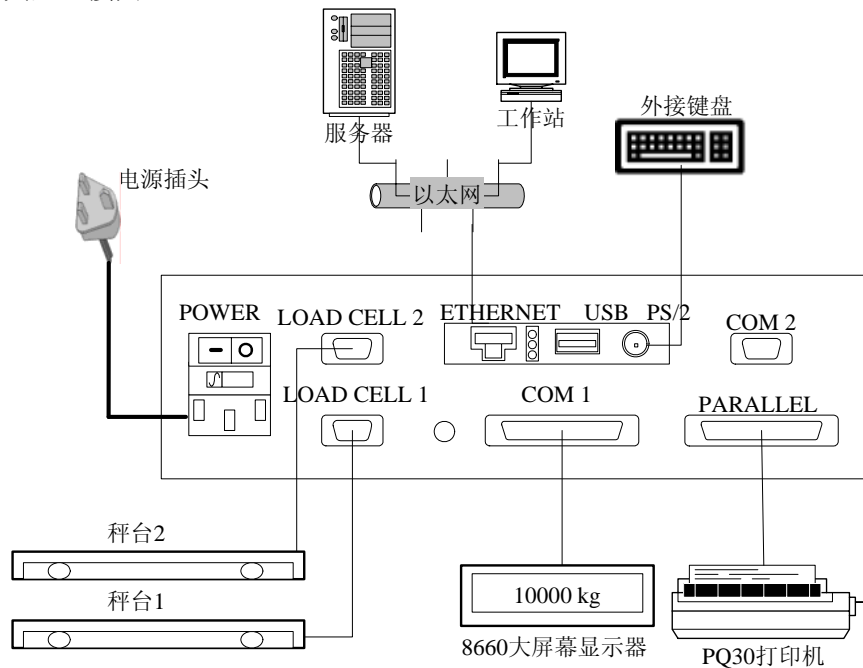 服务器
工作站
外接键盘
电源插头
以太网
POWER
LOAD CELL 2
ETHERNET
USB
PS/2
COM 2
LOAD CELL 1
COM 1
PARALLEL
秤台2
秤台1
10000 kg
8660大屏幕显示器
PQ30打印机